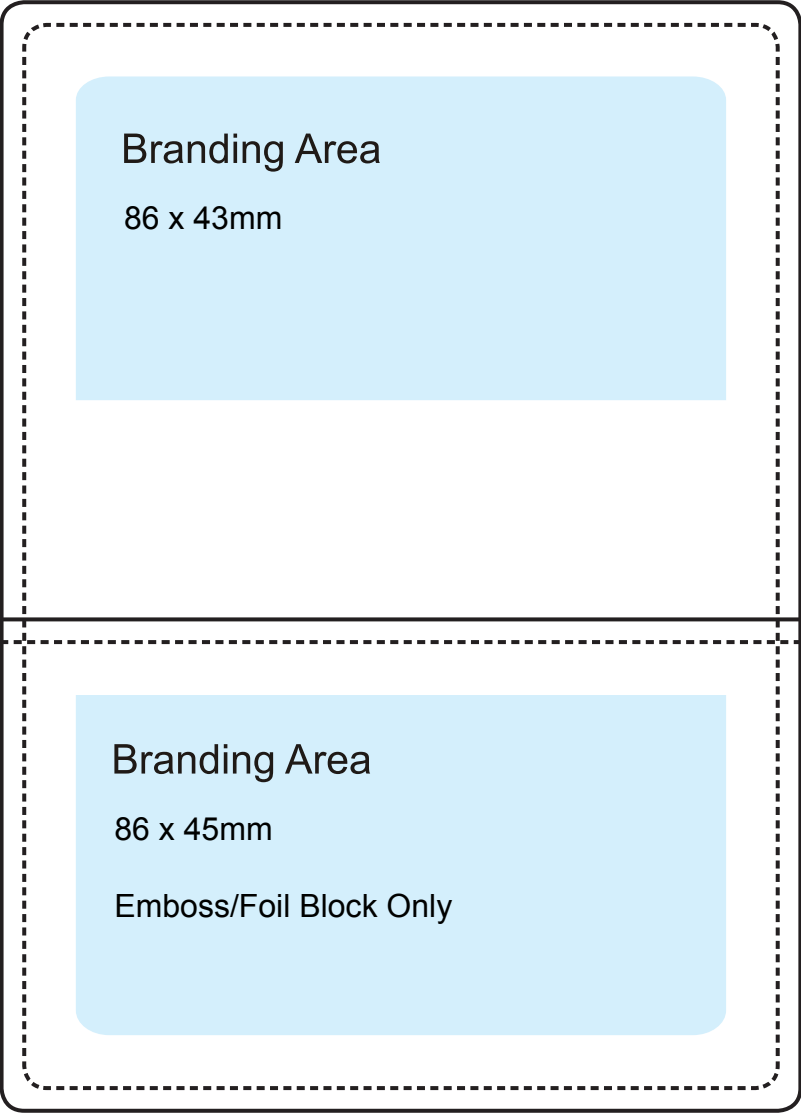 Branding Area
86 x 43mm
Branding Area
86 x 45mm
Emboss/Foil Block Only